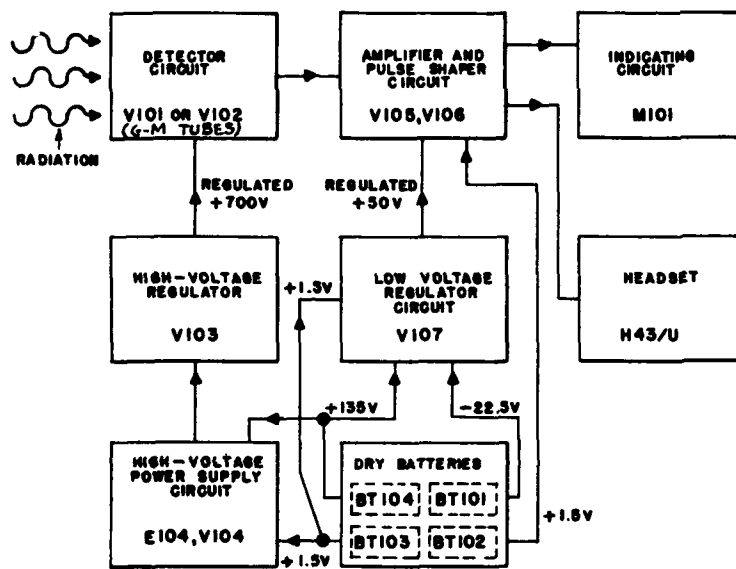 DETECTOR
CIRCUIT
V101 OR V102
(G-M TUBES)
RADIATION
AMPLIFIER AND
PULSE SHAPER
CIRCUIT
V105, V106
INDICATING
CIRCUIT
M101
REGULATED
+700V
REGULATED
+50V
HIGH-VOLTAGE
REGULATOR
V103
+1.5V
LOW VOLTAGE
REGULATOR
CIRCUIT
V107
HEADSET
H43/U
+135V
-22.5V
HIGH-VOLTAGE
POWER SUPPLY
CIRCUIT
E104, V104
+1.5V
DRY BATTERIES
BT104
BT101
BT103
BT102
+1.5V